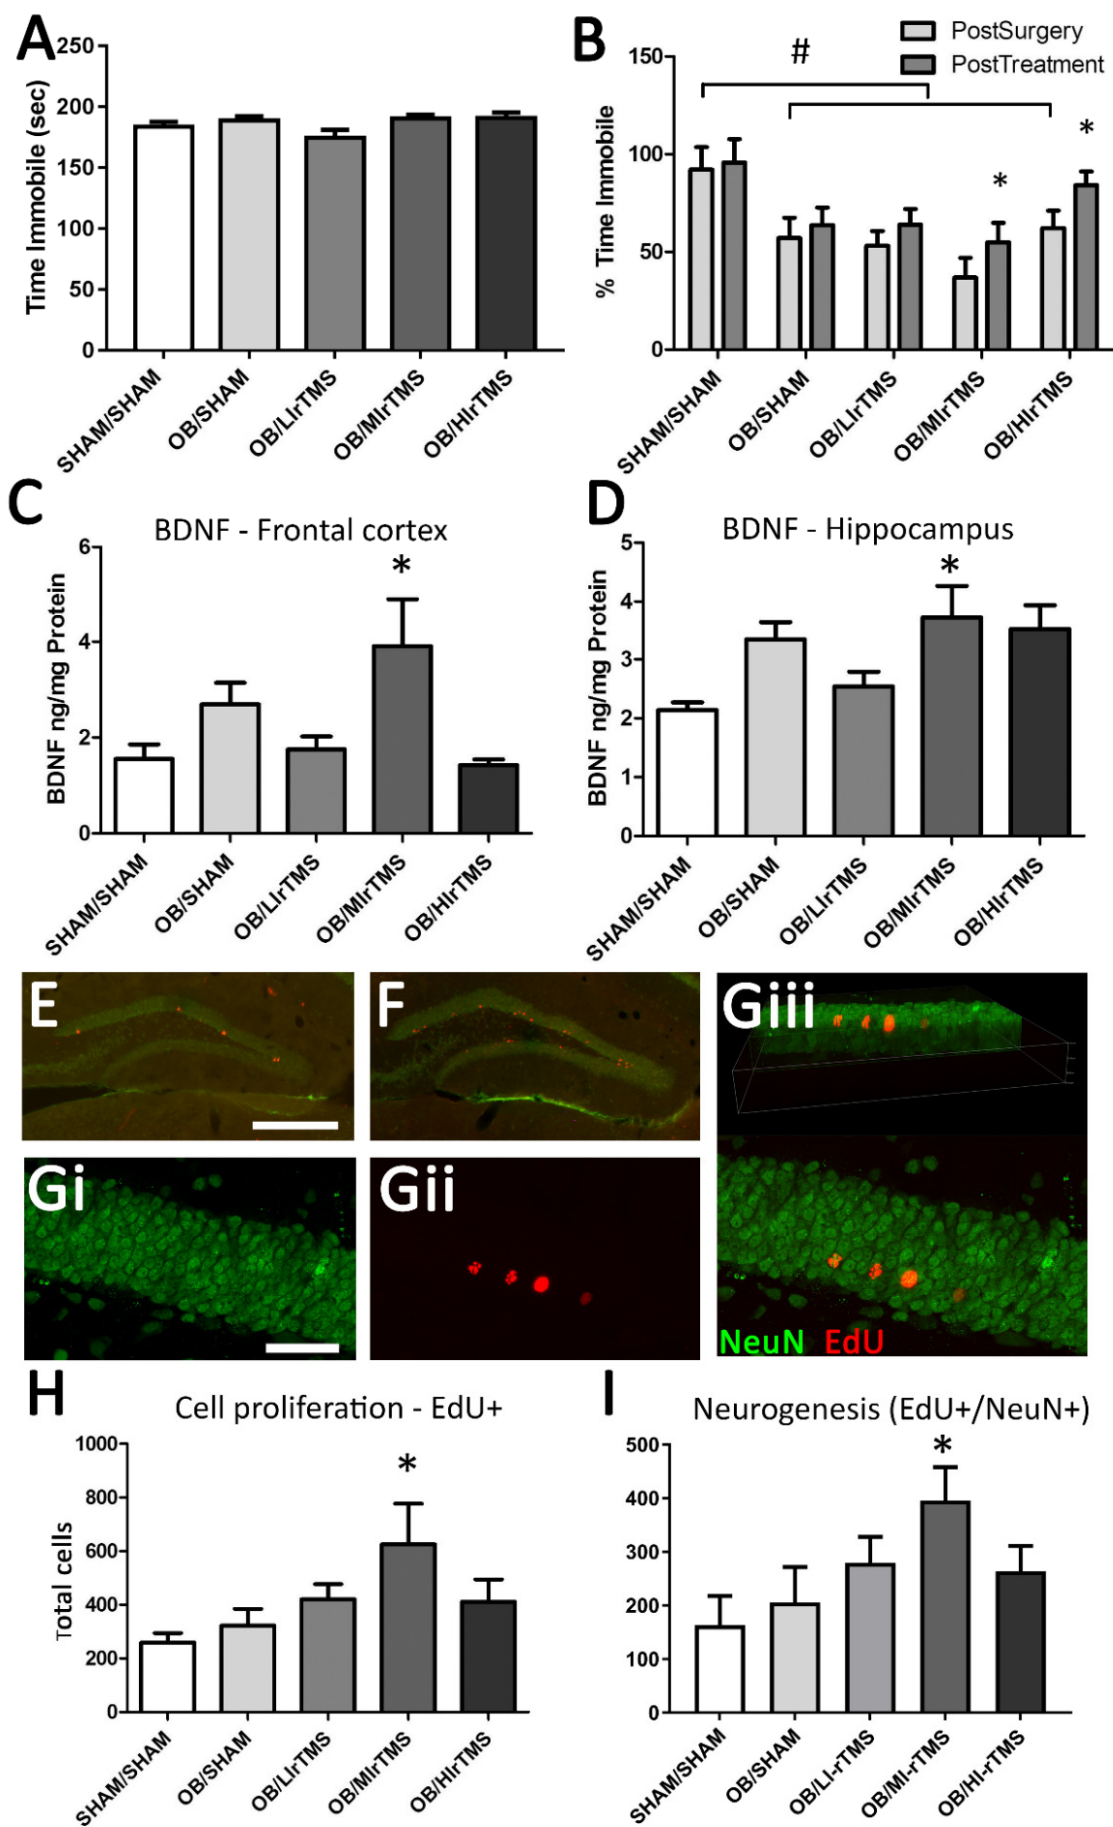 A
Time Immobile (sec)
250
200
150
100
50
0
SHAM/SHAM
OB/SHAM
OB/LIrTMS
OB/MIrTMS
OB/HIrTMS
B
PostSurgery
PostTreatment
% Time Immobile
150
100
50
0
#
*
*
SHAM/SHAM
OB/SHAM
OB/LIrTMS
OB/MIrTMS
OB/HIrTMS
C
BDNF - Frontal cortex
BDNF ng/mg Protein
6
4
2
0
*
SHAM/SHAM
OB/SHAM
OB/LIrTMS
OB/MIrTMS
OB/HIrTMS
D
BDNF - Hippocampus
BDNF ng/mg Protein
5
4
3
2
1
0
*
SHAM/SHAM
OB/SHAM
OB/LIrTMS
OB/MIrTMS
OB/HIrTMS
E
F
Giii
Gi
Gii
NeuN EdU
H
Cell proliferation - EdU+
Total cells
1000
800
600
400
200
0
*
SHAM/SHAM
OB/SHAM
OB/LIrTMS
OB/MIrTMS
OB/HIrTMS
I
Neurogenesis (EdU+/NeuN+)
500
400
300
200
100
0
*
SHAM/SHAM
OB/SHAM
OB/LI-rTMS
OB/MI-rTMS
OB/HI-rTMS